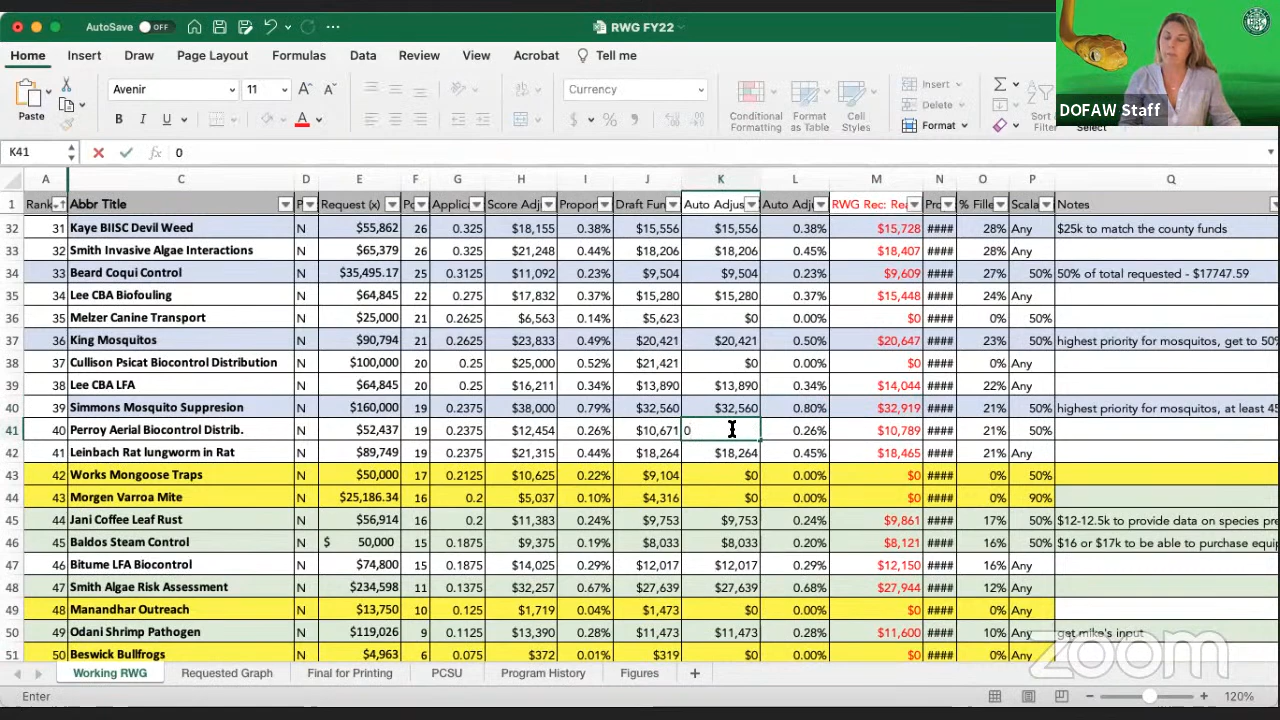 AutoSave OFF RWG FY22
Home Insert Draw Page Layout Formulas Data Review View Acrobat Tell me
DOFAW Staff
Paste Avenir 11 Currency Conditional Formatting Format as Table Cell Styles Insert Delete Format Sort Filter Select
K41 fx 0
A C D E F G H I J K L M N O P Q
1 Rank Abbr Title P Request (x) Po Applica Score Adj Propor Draft Fun Auto Adjus Auto Adj RWG Rec: Rea Pro % Fille Scala Notes
32 31 Kaye BIISC Devil Weed N $55,862 26 0.325 $18,155 0.38% $15,556 $15,556 0.38% $15,728 #### 28% Any $25k to match the county funds
33 32 Smith Invasive Algae Interactions N $65,379 26 0.325 $21,248 0.44% $18,206 $18,206 0.45% $18,407 #### 28% Any
34 33 Beard Coqui Control N $35,495.17 25 0.3125 $11,092 0.23% $9,504 $9,504 0.23% $9,609 #### 27% 50% 50% of total requested - $17747.59
35 34 Lee CBA Biofouling N $64,845 22 0.275 $17,832 0.37% $15,280 $15,280 0.37% $15,448 #### 24% Any
36 35 Melzer Canine Transport N $25,000 21 0.2625 $6,563 0.14% $5,623 $0 0.00% $0 #### 0% 50%
37 36 King Mosquitos N $90,794 21 0.2625 $23,833 0.49% $20,421 $20,421 0.50% $20,647 #### 23% 50% highest priority for mosquitos, get to 50%
38 37 Cullison Psicat Biocontrol Distribution N $100,000 20 0.25 $25,000 0.52% $21,421 $0 0.00% $0 #### 0% Any
39 38 Lee CBA LFA N $64,845 20 0.25 $16,211 0.34% $13,890 $13,890 0.34% $14,044 #### 22% Any
40 39 Simmons Mosquito Suppresion N $160,000 19 0.2375 $38,000 0.79% $32,560 $32,560 0.80% $32,919 #### 21% 50% highest priority for mosquitos, at least 45
41 40 Perroy Aerial Biocontrol Distrib. N $52,437 19 0.2375 $12,454 0.26% $10,671 0 0.26% $10,789 #### 21% 50%
42 41 Leinbach Rat lungworm in Rat N $89,749 19 0.2375 $21,315 0.44% $18,264 $18,264 0.45% $18,465 #### 21% Any
43 42 Works Mongoose Traps N $50,000 17 0.2125 $10,625 0.22% $9,104 $0 0.00% $0 #### 0% 50%
44 43 Morgen Varroa Mite N $25,186.34 16 0.2 $5,037 0.10% $4,316 $0 0.00% $0 #### 0% 90%
45 44 Jani Coffee Leaf Rust N $56,914 16 0.2 $11,383 0.24% $9,753 $9,753 0.24% $9,861 #### 17% 50% $12-12.5k to provide data on species pr
46 45 Baldos Steam Control N $ 50,000 15 0.1875 $9,375 0.19% $8,033 $8,033 0.20% $8,121 #### 16% 50% $16 or $17k to be able to purchase equip
47 46 Bitume LFA Biocontrol N $74,800 15 0.1875 $14,025 0.29% $12,017 $12,017 0.29% $12,150 #### 16% Any
48 47 Smith Algae Risk Assessment N $234,598 11 0.1375 $32,257 0.67% $27,639 $27,639 0.68% $27,944 #### 12% Any
49 48 Manandhar Outreach N $13,750 10 0.125 $1,719 0.04% $1,473 $0 0.00% $0 #### 0% Any
50 49 Odani Shrimp Pathogen N $119,026 9 0.1125 $13,390 0.28% $11,473 $11,473 0.28% $11,600 #### 10% Any get mike's input
51 50 Beswick Bullfrogs N $4,963 6 0.075 $372 0.01% $319 $0 0.00% $0 #### 0% Any
zoom
Working RWG Requested Graph Final for Printing PCSU Program History Figures +
Enter 120%